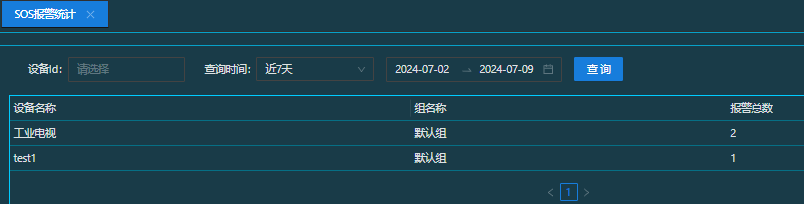 SOS报警统计
设备Id: 请选择 查询时间: 近7天 2024-07-02 → 2024-07-09 查 询
设备名称 组名称 报警总数
工业电视 默认组 2
test1 默认组 1
< 1 >